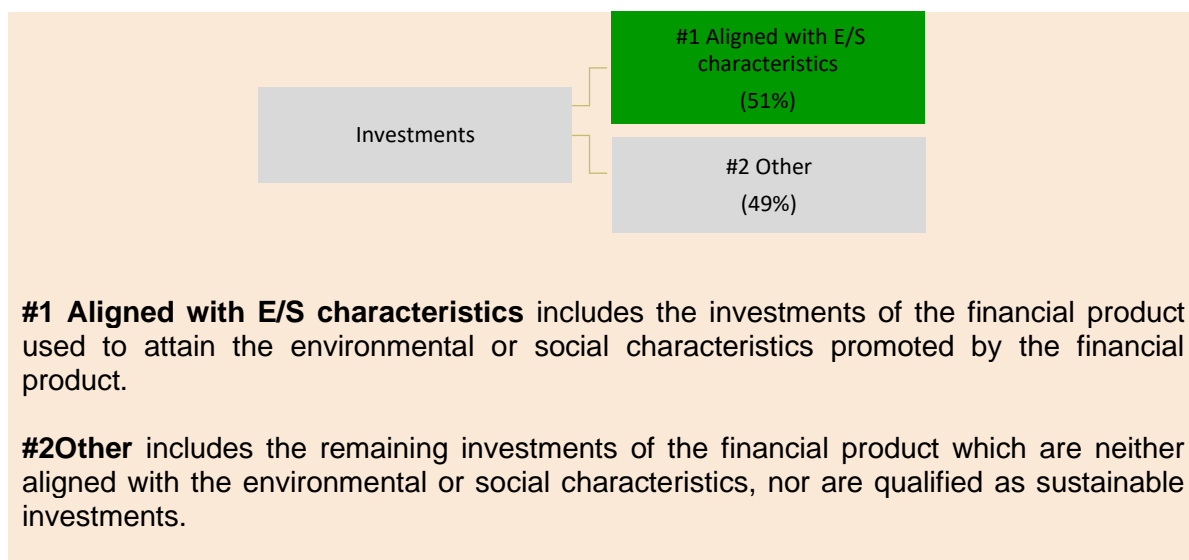 #1 Aligned with E/S
characteristics
(51%)
Investments
#2 Other
(49%)
#1 Aligned with E/S characteristics includes the investments of the financial product
used to attain the environmental or social characteristics promoted by the financial
product.
#2Other includes the remaining investments of the financial product which are neither
aligned with the environmental or social characteristics, nor are qualified as sustainable
investments.